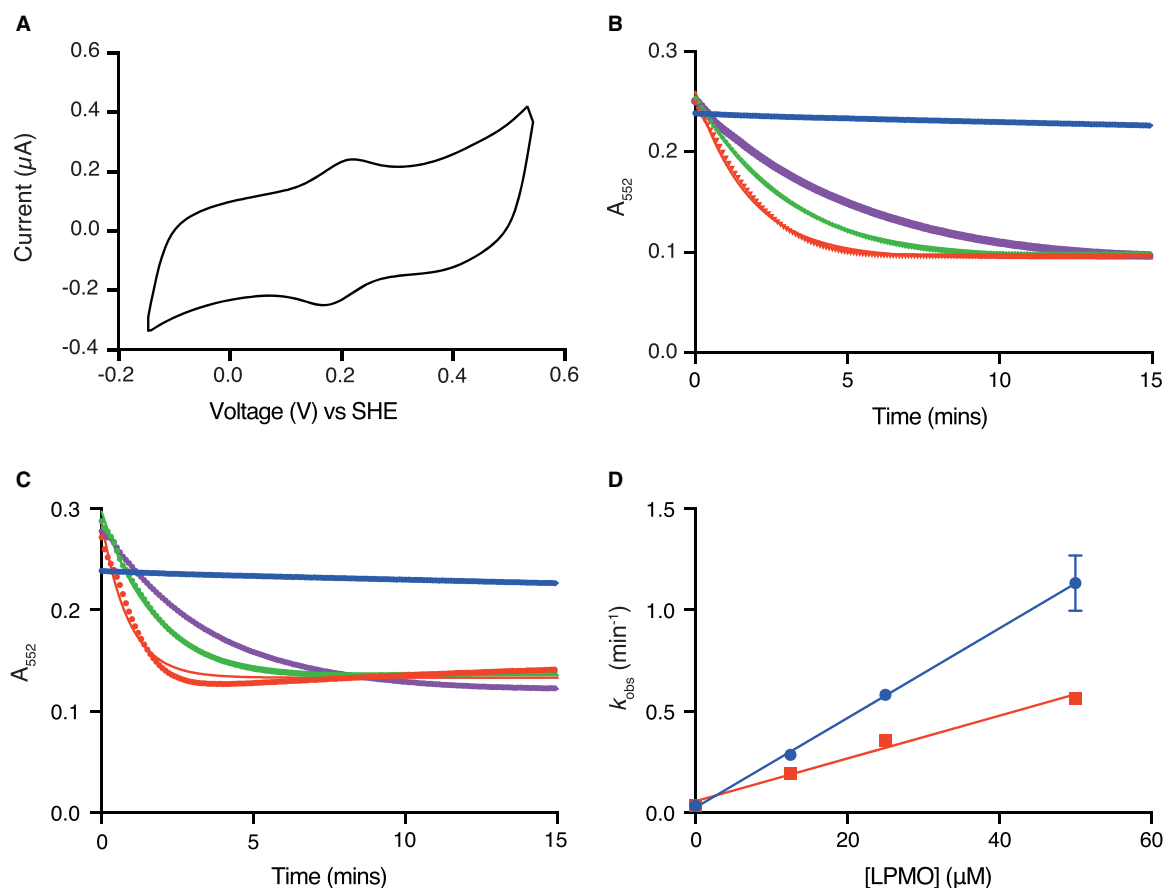 A
0.6
0.4
0.2
0.0
-0.2
-0.4
Current (µA)
-0.2 0.0 0.2 0.4 0.6
Voltage (V) vs SHE
B
0.3
0.2
0.1
0.0
A552
0 5 10 15
Time (mins)
C
0.3
0.2
0.1
0.0
A552
0 5 10 15
Time (mins)
D
1.5
1.0
0.5
0.0
kobs (min-1)
0 20 40 60
[LPMO] (µM)